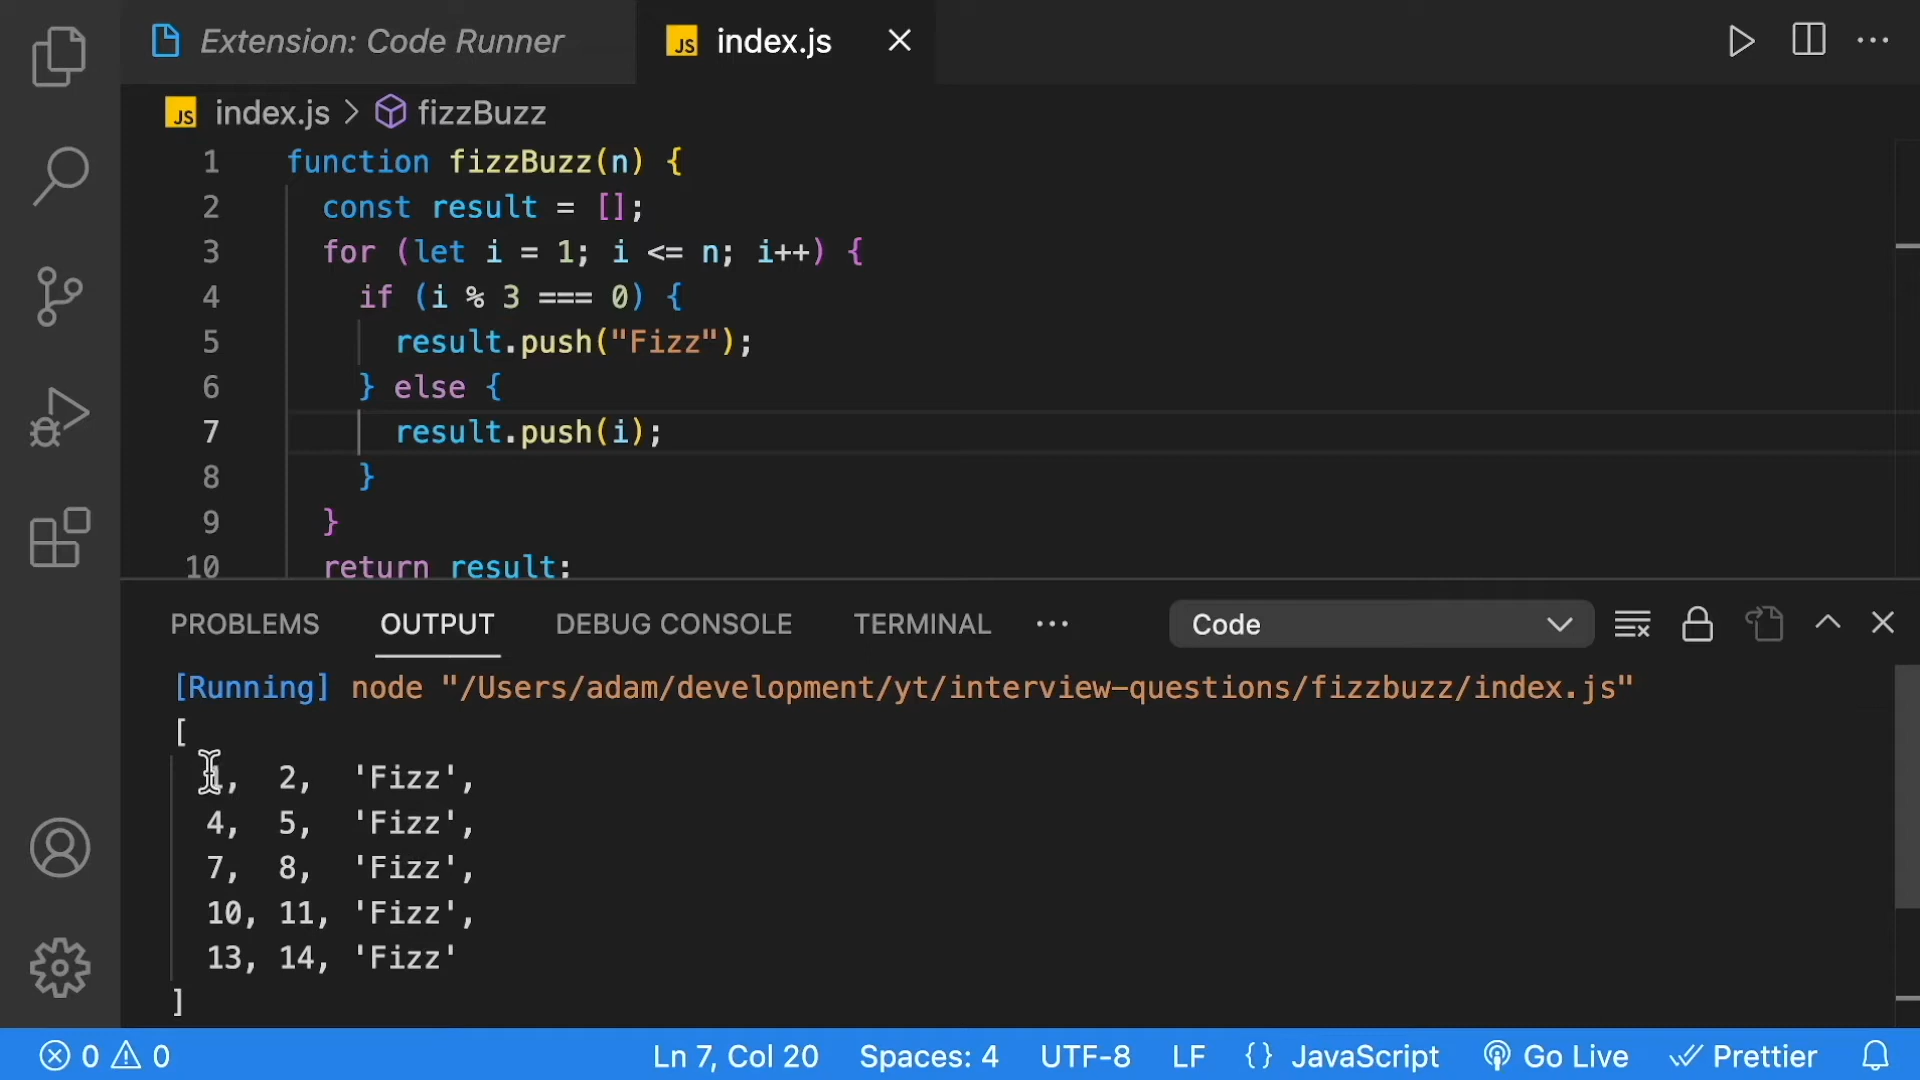 Extension: Code Runner
JS index.js
JS index.js > fizzBuzz
1 function fizzBuzz(n) {
2 const result = [];
3 for (let i = 1; i <= n; i++) {
4 if (i % 3 === 0) {
5 result.push("Fizz");
6 } else {
7 result.push(i);
8 }
9 }
10 return result;
PROBLEMS OUTPUT DEBUG CONSOLE TERMINAL ··· Code
[Running] node "/Users/adam/development/yt/interview-questions/fizzbuzz/index.js"
[
1, 2, 'Fizz',
4, 5, 'Fizz',
7, 8, 'Fizz',
10, 11, 'Fizz',
13, 14, 'Fizz'
]
0 0 Ln 7, Col 20 Spaces: 4 UTF-8 LF {} JavaScript Go Live Prettier